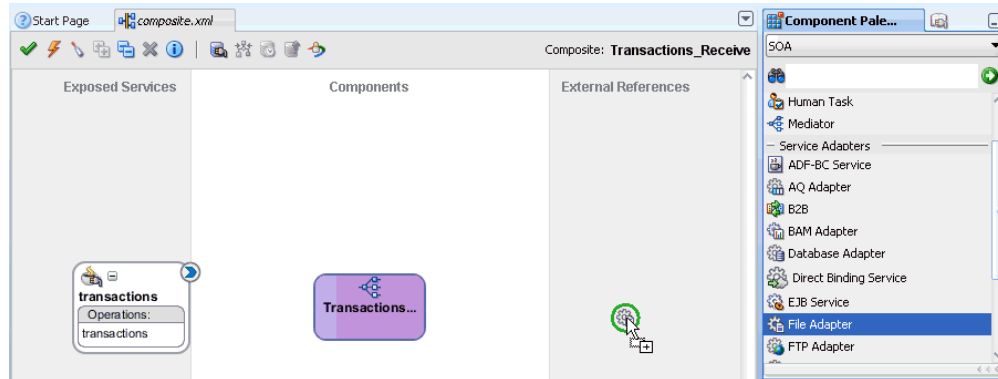 Start Page
composite.xml
Component Pale...
Composite: Transactions_Receive
SOA
Exposed Services
Components
External References
Human Task
Mediator
Service Adapters
ADF-BC Service
AQ Adapter
B2B
BAM Adapter
Database Adapter
Direct Binding Service
EJB Service
File Adapter
FTP Adapter
transactions
Operations:
transactions
Transactions...